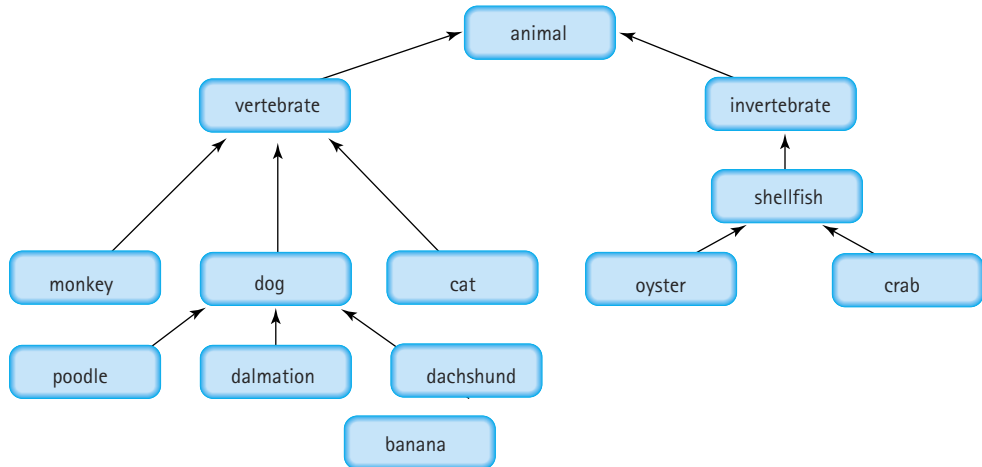 animal
vertebrate
invertebrate
shellfish
monkey
dog
cat
oyster
crab
poodle
dalmation
dachshund
banana